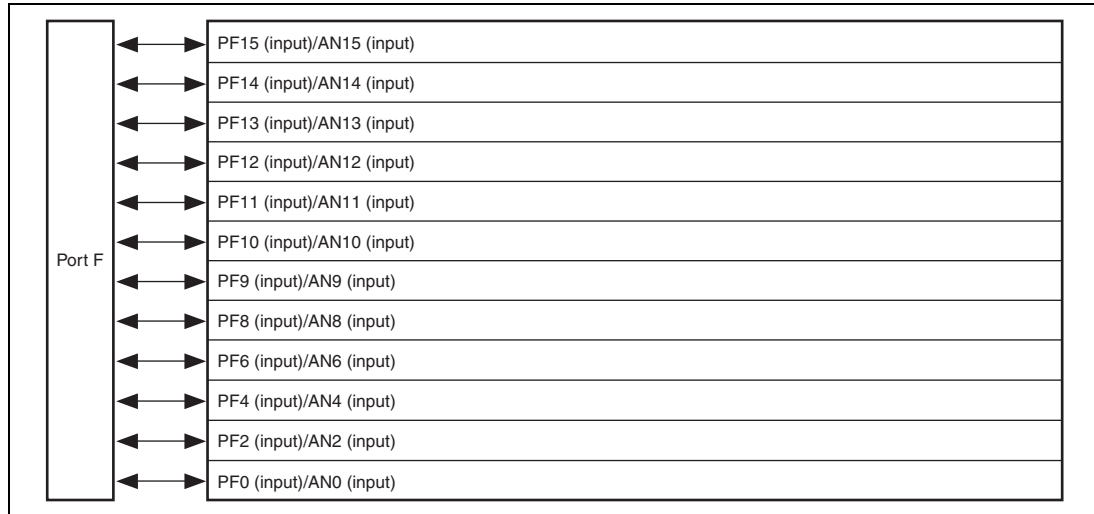 Port F
PF15 (input)/AN15 (input)
PF14 (input)/AN14 (input)
PF13 (input)/AN13 (input)
PF12 (input)/AN12 (input)
PF11 (input)/AN11 (input)
PF10 (input)/AN10 (input)
PF9 (input)/AN9 (input)
PF8 (input)/AN8 (input)
PF6 (input)/AN6 (input)
PF4 (input)/AN4 (input)
PF2 (input)/AN2 (input)
PF0 (input)/AN0 (input)